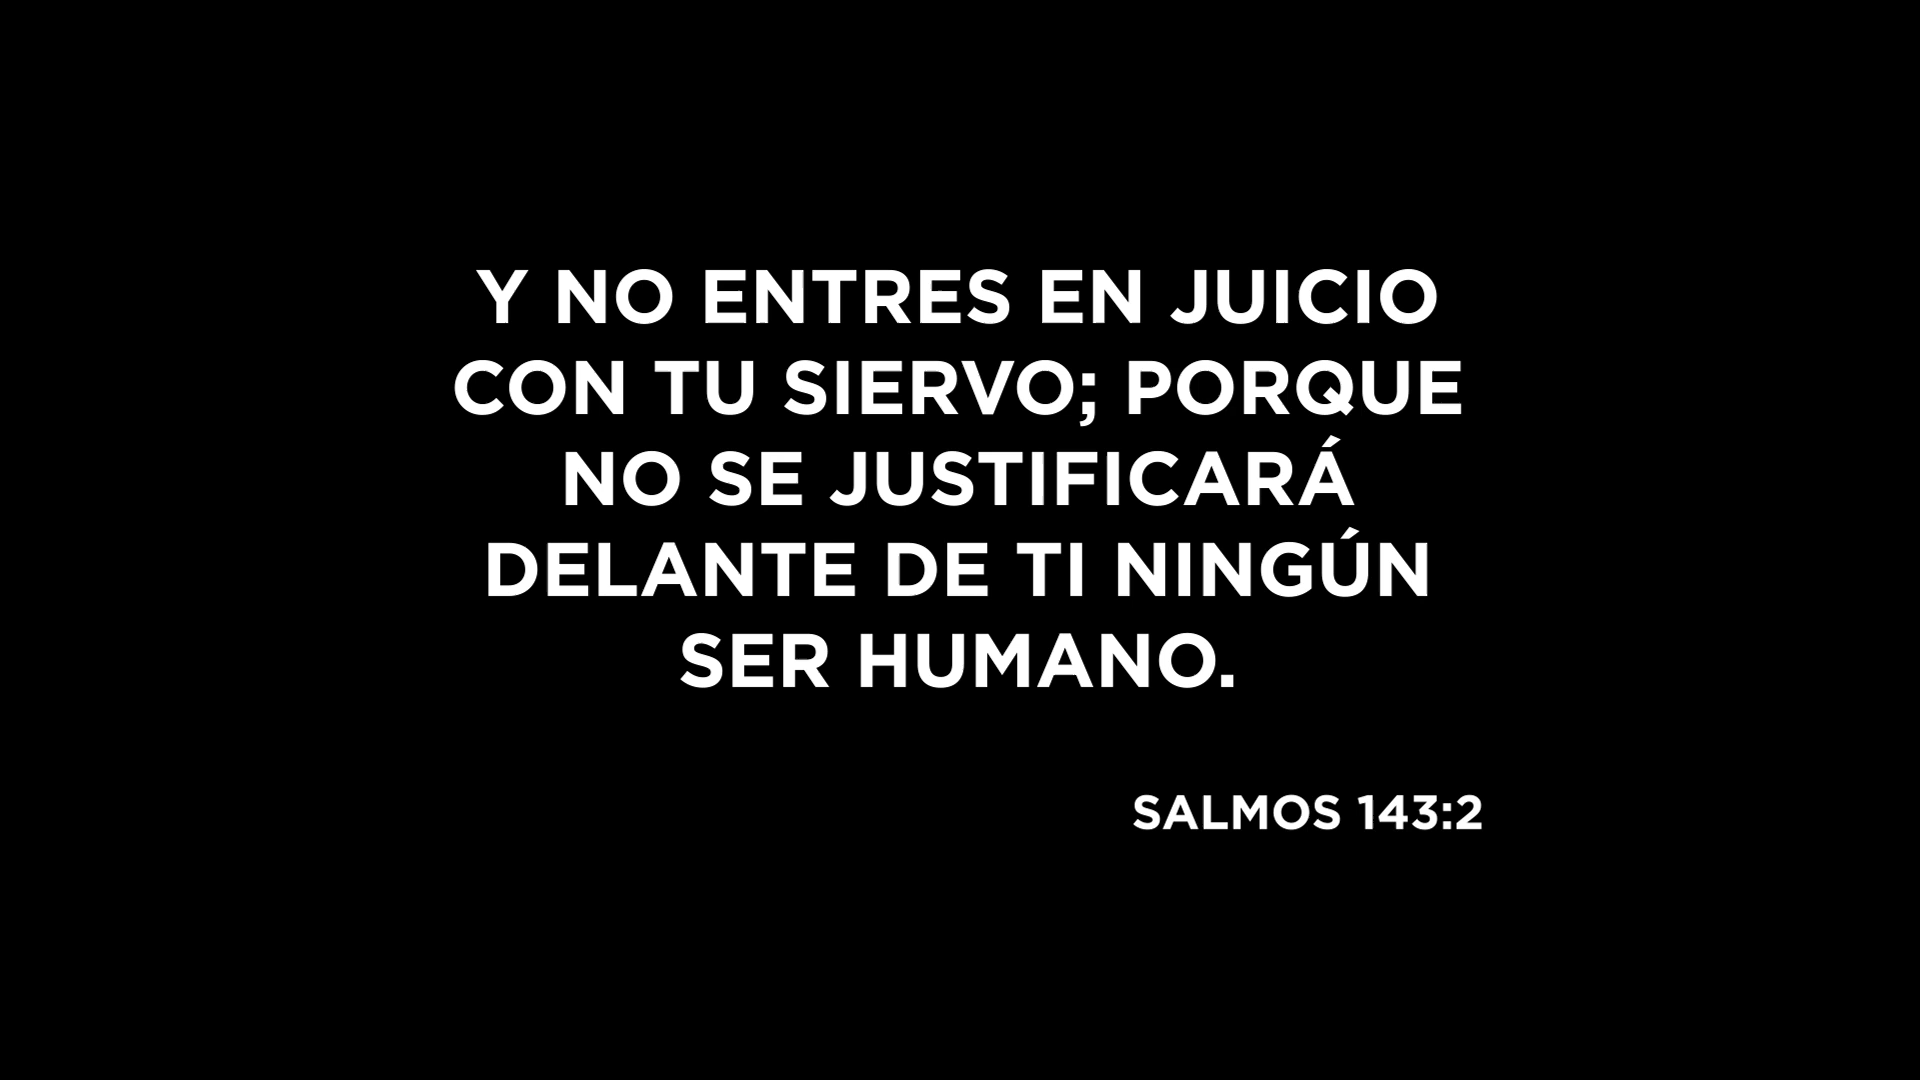 Y NO ENTRES EN JUICIO
CON TU SIERVO; PORQUE
NO SE JUSTIFICARÁ
DELANTE DE TI NINGÚN
SER HUMANO.
SALMOS 143:2